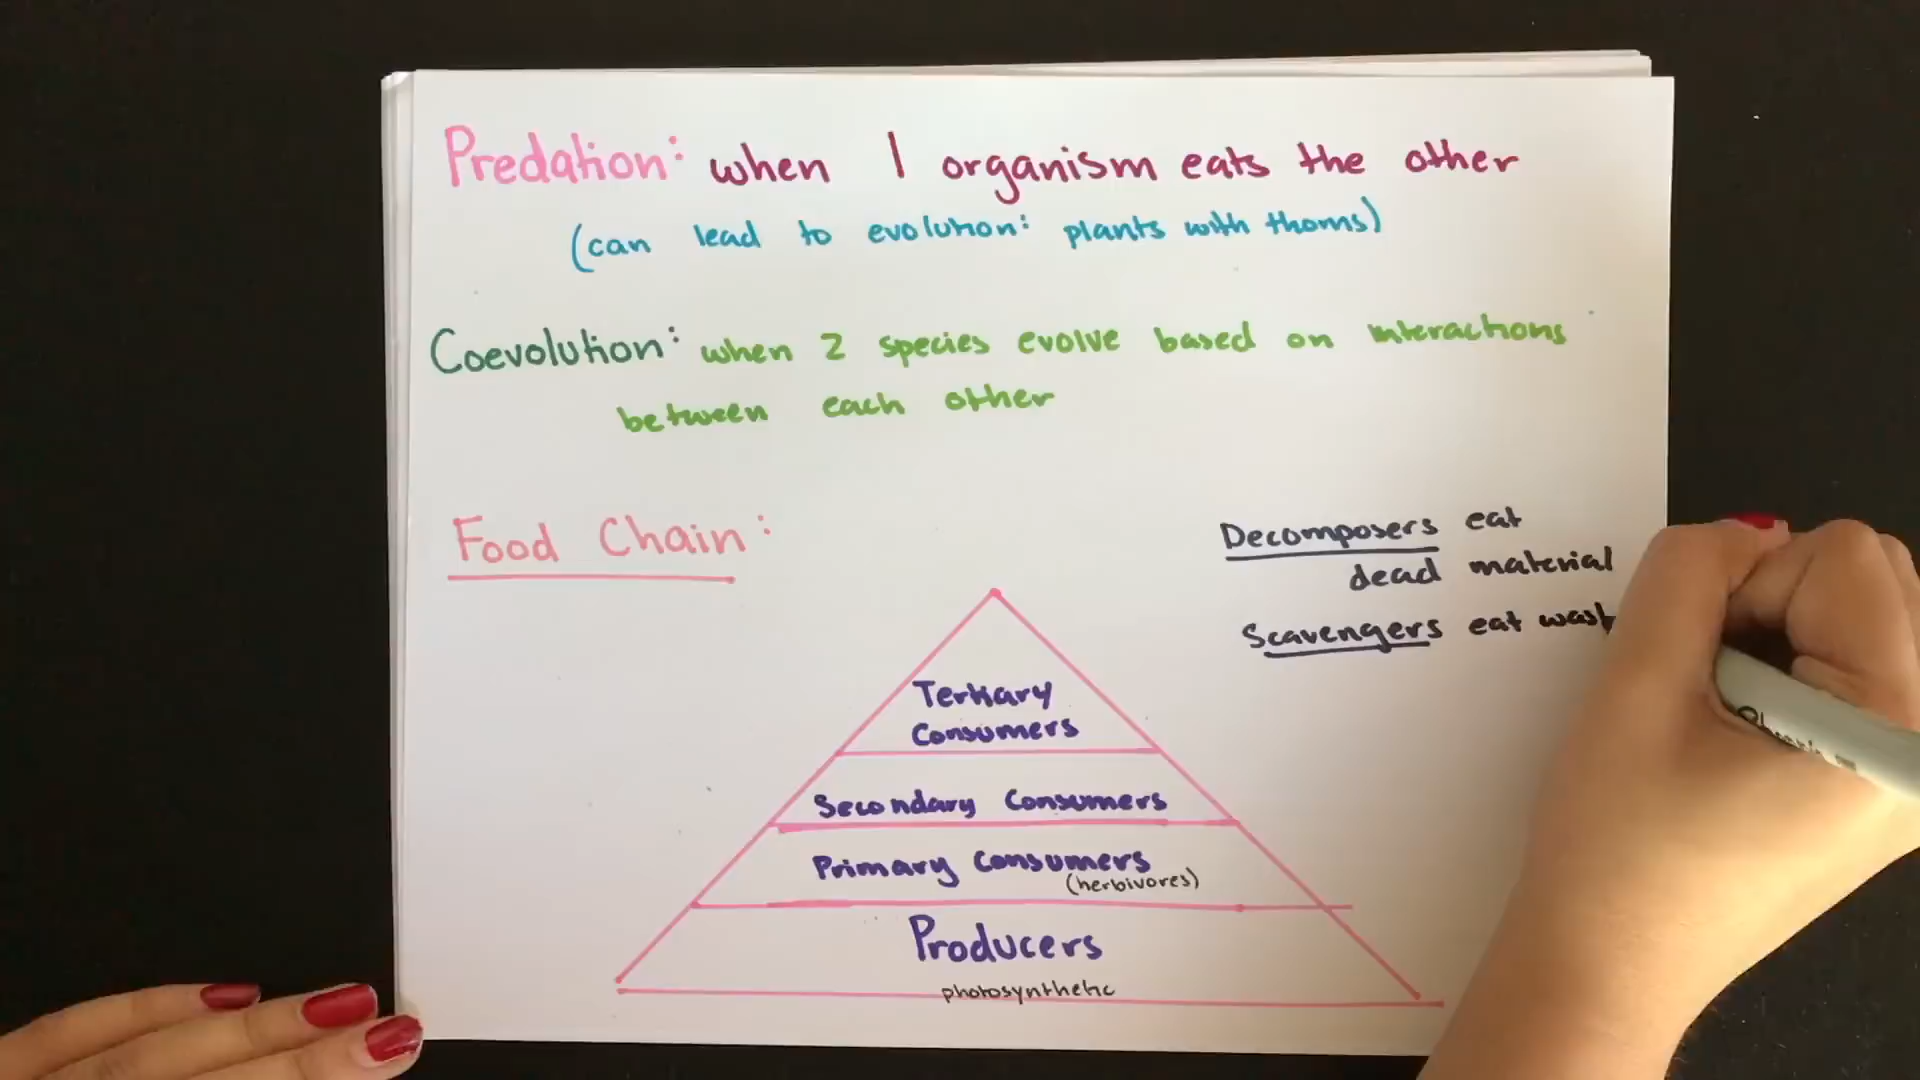 Predation: when 1 organism eats the other
(can lead to evolution: plants with thorns)
Coevolution: when 2 species evolve based on interactions
between each other
Food Chain:
Decomposers eat
dead material
Scavengers eat wast
Tertiary
Consumers
Secondary Consumers
Primary Consumers
(herbivores)
Producers
photosynthetic